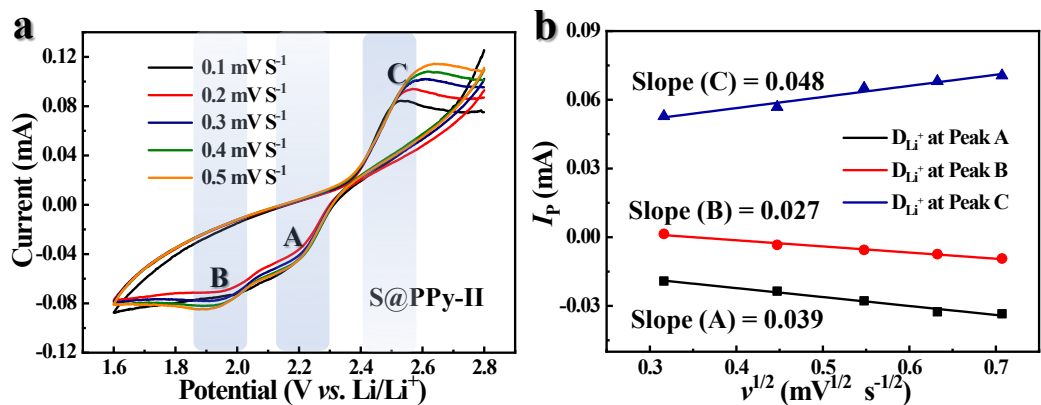 a
0.12
0.08
0.04
0.00
-0.04
-0.08
-0.12
Current (mA)
0.1 mV S-1
0.2 mV S-1
0.3 mV S-1
0.4 mV S-1
0.5 mV S-1
A
B
C
S@PPy-II
1.6 1.8 2.0 2.2 2.4 2.6 2.8
Potential (V vs. Li/Li+)
b
0.09
0.06
0.03
0.00
-0.03
IP (mA)
Slope (C) = 0.048
DLi+ at Peak A
DLi+ at Peak B
DLi+ at Peak C
Slope (B) = 0.027
Slope (A) = 0.039
0.3 0.4 0.5 0.6 0.7
v1/2 (mV1/2 s-1/2)